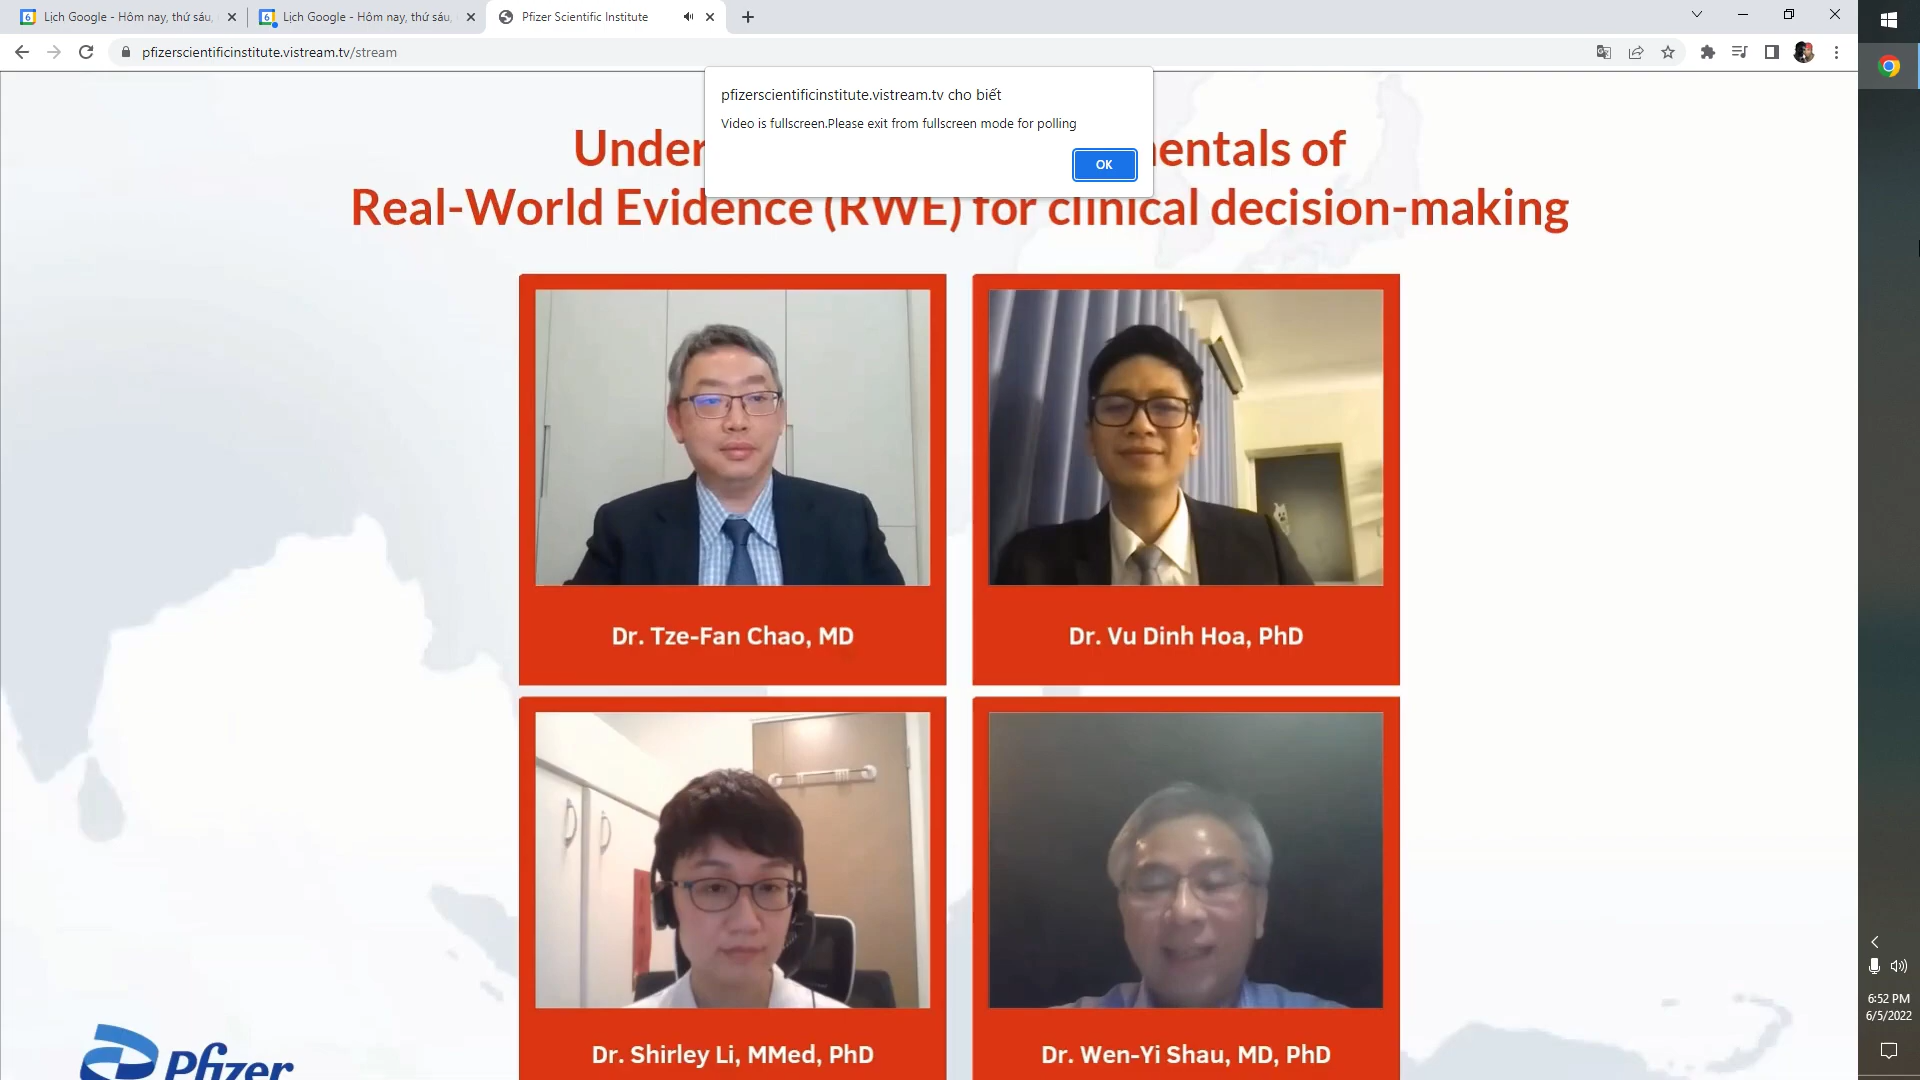 Lịch Google - Hôm nay, thứ sáu,
Lịch Google - Hôm nay, thứ sáu,
Pfizer Scientific Institute
pfizerscientificinstitute.vistream.tv/stream
pfizerscientificinstitute.vistream.tv cho biết
Video is fullscreen.Please exit from fullscreen mode for polling
OK
Real-World Evidence (RWE) for clinical decision-making
Dr. Tze-Fan Chao, MD
Dr. Vu Dinh Hoa, PhD
Dr. Shirley Li, MMed, PhD
Dr. Wen-Yi Shau, MD, PhD
Pfizer
6:52 PM
6/5/2022